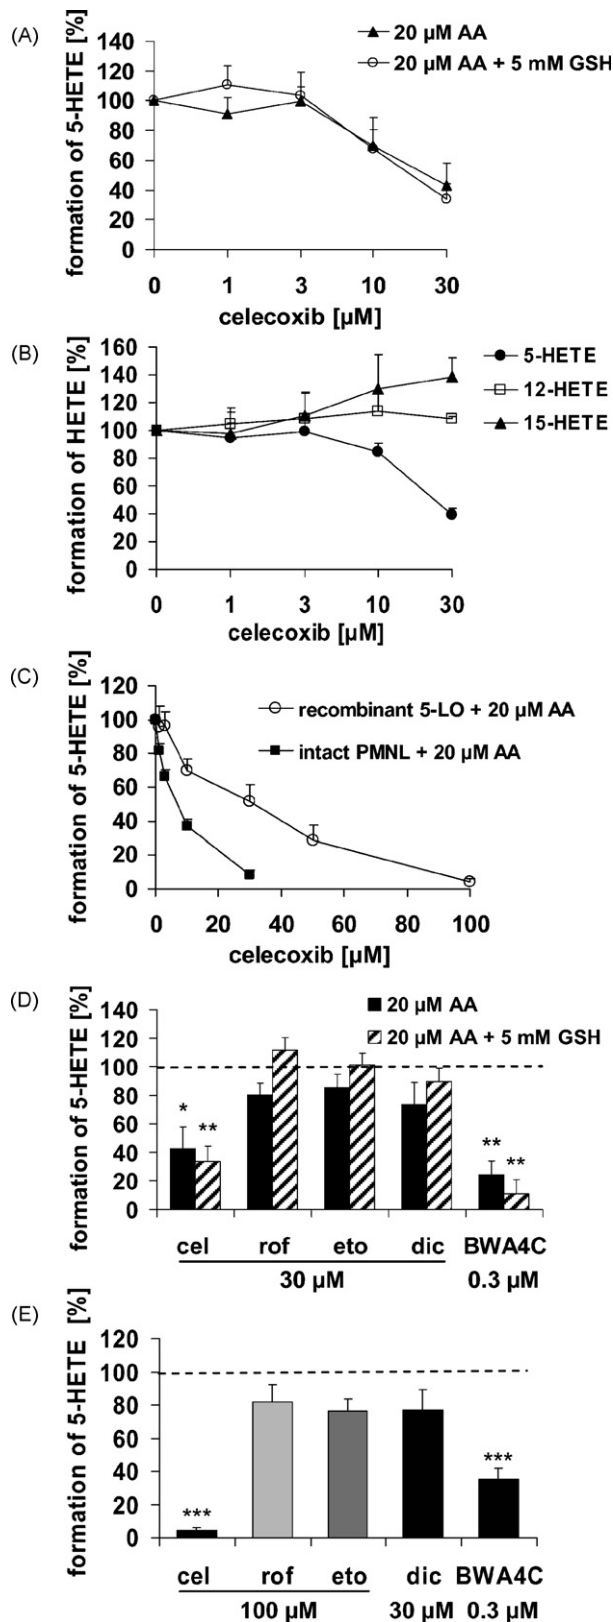 (A)
formation of 5-HETE [%]
140
120
100
80
60
40
20
0
20 µM AA
20 µM AA + 5 mM GSH
0 1 3 10 30
celecoxib [µM]
(B)
formation of HETE [%]
160
140
120
100
80
60
40
20
0
5-HETE
12-HETE
15-HETE
0 1 3 10 30
celecoxib [µM]
(C)
formation of 5-HETE [%]
120
100
80
60
40
20
0
recombinant 5-LO + 20 µM AA
intact PMNL + 20 µM AA
0 20 40 60 80 100
celecoxib [µM]
(D)
formation of 5-HETE [%]
140
120
100
80
60
40
20
0
20 µM AA
20 µM AA + 5 mM GSH
* ** ** **
cel rof eto dic BWA4C
30 µM 0.3 µM
(E)
formation of 5-HETE [%]
120
100
80
60
40
20
0
*** ***
cel rof eto dic BWA4C
100 µM 30 µM 0.3 µM